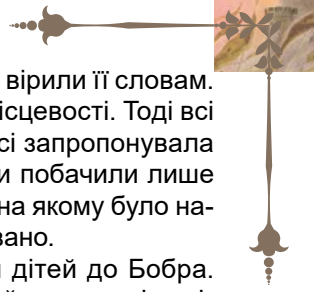 вірили її словам.
ісцевості. Тоді всі
сі запропонувала
и побачили лише
на якому було на-
вано.
дітей до Бобра.